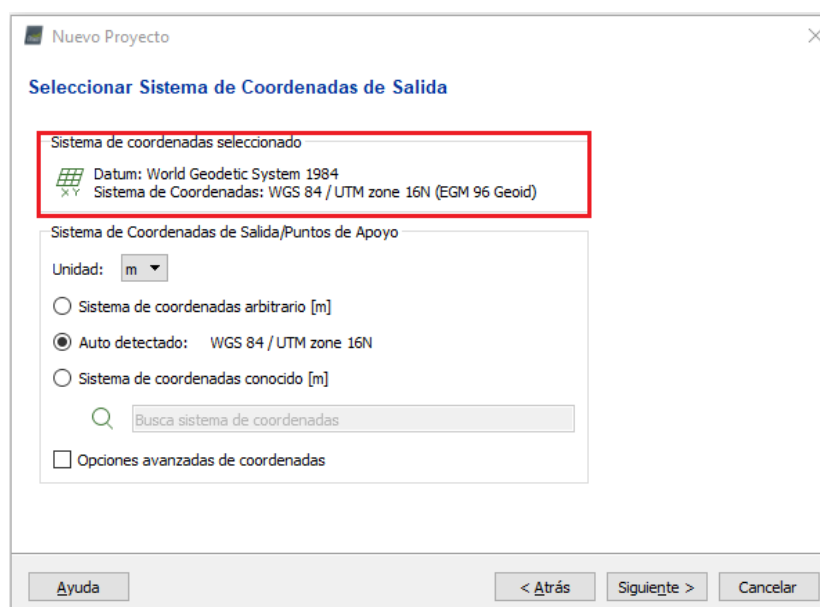 Nuevo Proyecto
Seleccionar Sistema de Coordenadas de Salida
Sistema de coordenadas seleccionado
Datum: World Geodetic System 1984
X Y
Sistema de Coordenadas: WGS 84 / UTM zone 16N (EGM 96 Geoid)
Sistema de Coordenadas de Salida/Puntos de Apoyo
Unidad: m
Sistema de coordenadas arbitrario [m]
Auto detectado: WGS 84 / UTM zone 16N
Sistema de coordenadas conocido [m]
Busca sistema de coordenadas
Opciones avanzadas de coordenadas
Ayuda < Atrás Siguiente > Cancelar